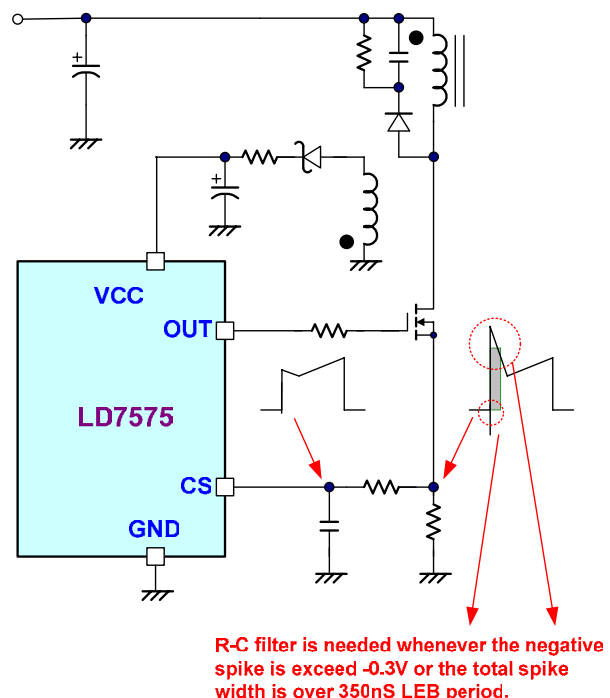 +
+
VCC
OUT
LD7575
CS
GND
R-C filter is needed whenever the negative
spike is exceed -0.3V or the total spike
width is over 350nS LEB period.